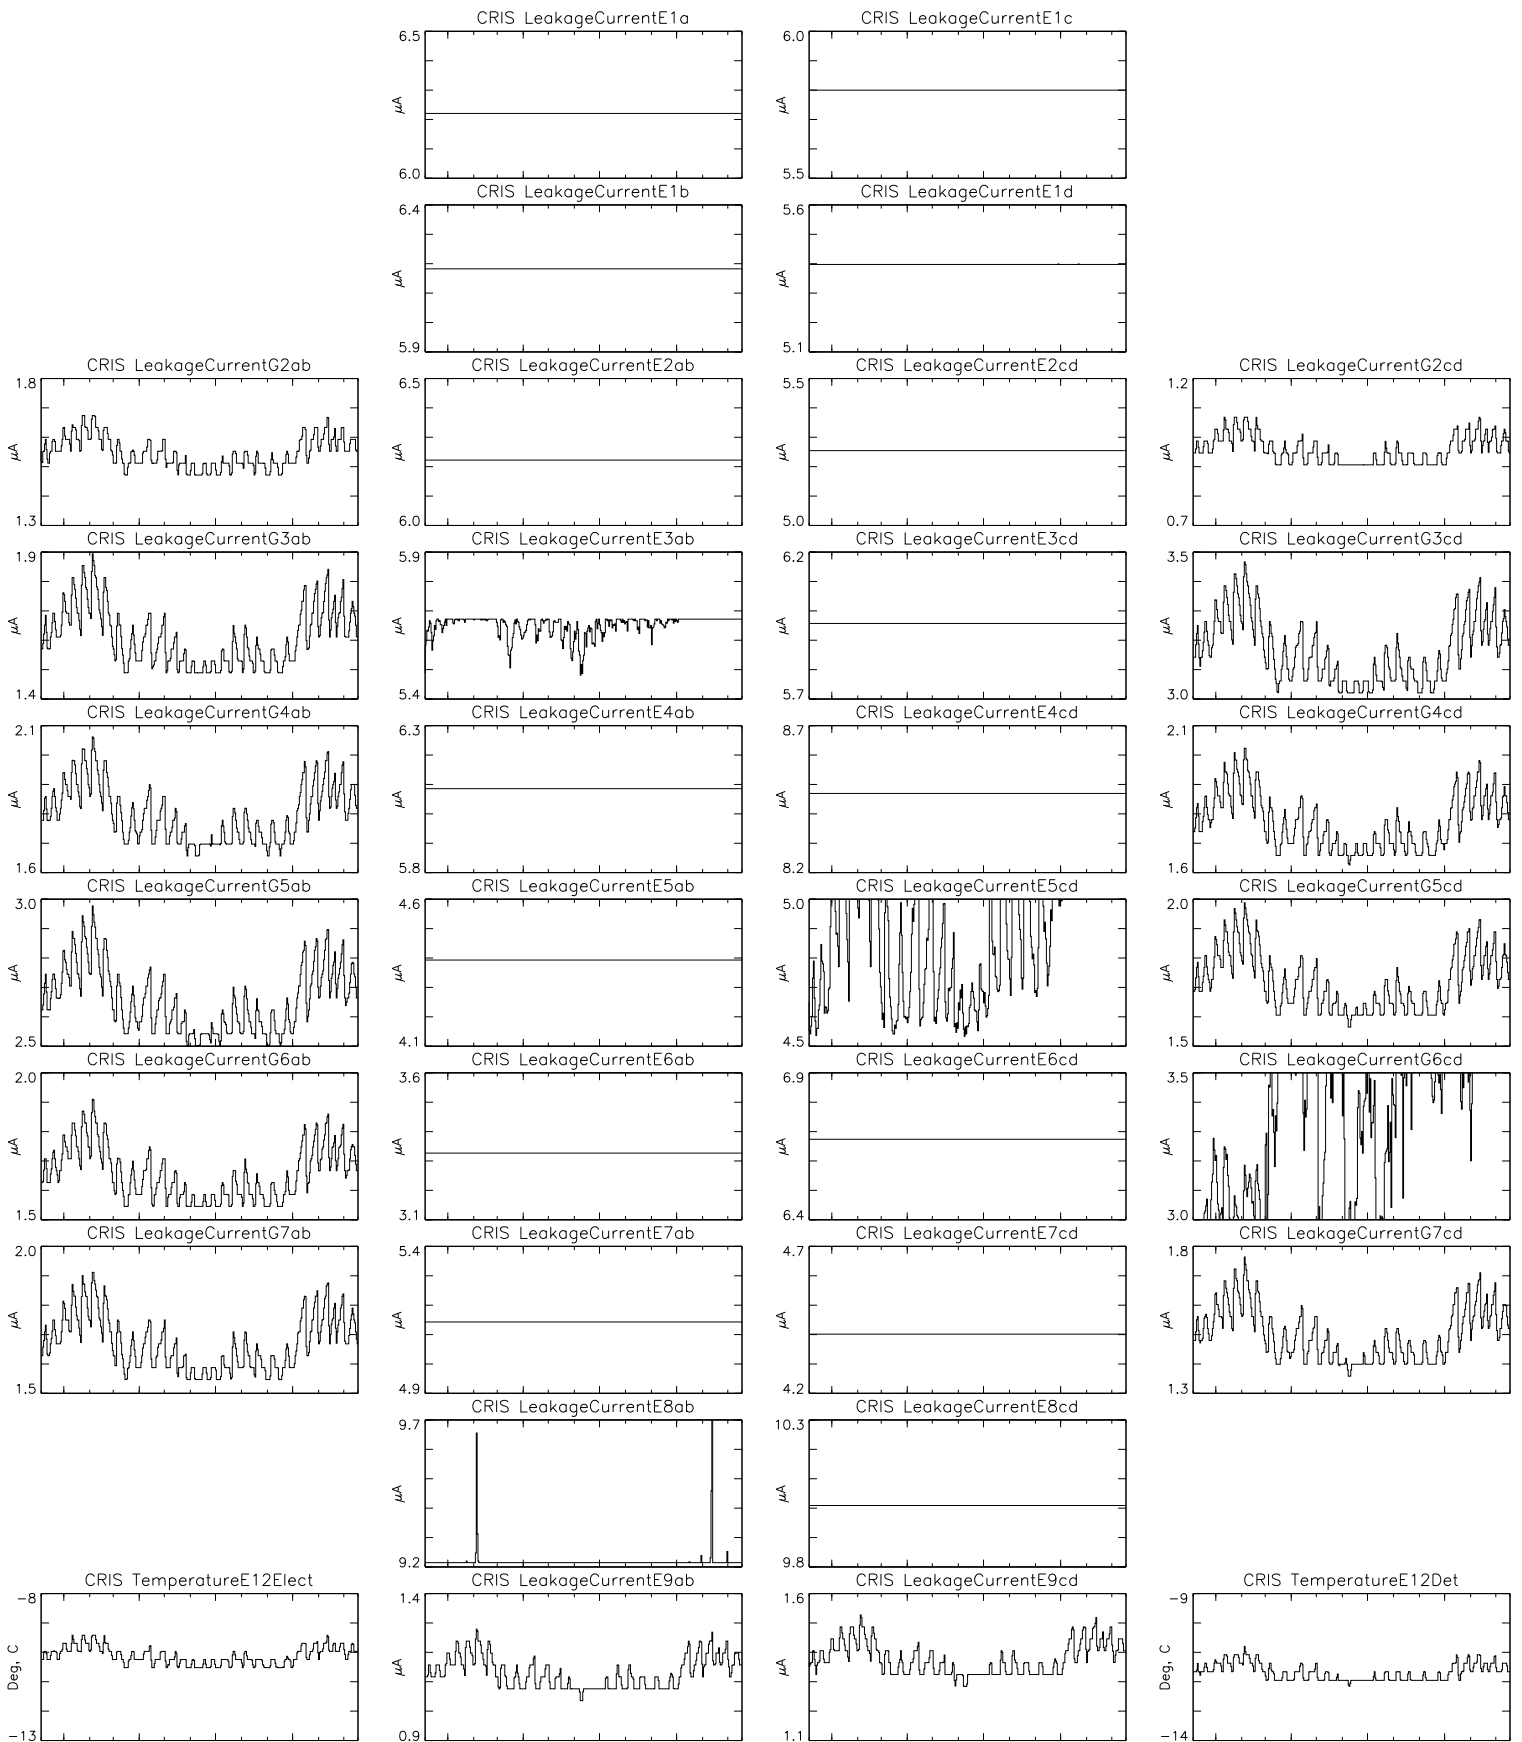 CRIS LeakageCurrentE1a
6.5
μA
6.0
CRIS LeakageCurrentE1c
6.0
μA
5.5
CRIS LeakageCurrentE1b
6.4
μA
5.9
CRIS LeakageCurrentE1d
5.6
μA
5.1
CRIS LeakageCurrentG2ab
1.8
μA
1.3
CRIS LeakageCurrentE2ab
6.5
μA
6.0
CRIS LeakageCurrentE2cd
5.5
μA
5.0
CRIS LeakageCurrentG2cd
1.2
μA
0.7
CRIS LeakageCurrentG3ab
1.9
μA
1.4
CRIS LeakageCurrentE3ab
5.9
μA
5.4
CRIS LeakageCurrentE3cd
6.2
μA
5.7
CRIS LeakageCurrentG3cd
3.5
μA
3.0
CRIS LeakageCurrentG4ab
2.1
μA
1.6
CRIS LeakageCurrentE4ab
6.3
μA
5.8
CRIS LeakageCurrentE4cd
8.7
μA
8.2
CRIS LeakageCurrentG4cd
2.1
μA
1.6
CRIS LeakageCurrentG5ab
3.0
μA
2.5
CRIS LeakageCurrentE5ab
4.6
μA
4.1
CRIS LeakageCurrentE5cd
5.0
μA
4.5
CRIS LeakageCurrentG5cd
2.0
μA
1.5
CRIS LeakageCurrentG6ab
2.0
μA
1.5
CRIS LeakageCurrentE6ab
3.6
μA
3.1
CRIS LeakageCurrentE6cd
6.9
μA
6.4
CRIS LeakageCurrentG6cd
3.5
μA
3.0
CRIS LeakageCurrentG7ab
2.0
μA
1.5
CRIS LeakageCurrentE7ab
5.4
μA
4.9
CRIS LeakageCurrentE7cd
4.7
μA
4.2
CRIS LeakageCurrentG7cd
1.8
μA
1.3
CRIS LeakageCurrentE8ab
9.7
μA
9.2
CRIS LeakageCurrentE8cd
10.3
μA
9.8
CRIS TemperatureE12Elect
-8
Deg, C
-13
CRIS LeakageCurrentE9ab
1.4
μA
0.9
CRIS LeakageCurrentE9cd
1.6
μA
1.1
CRIS TemperatureE12Det
-9
Deg, C
-14